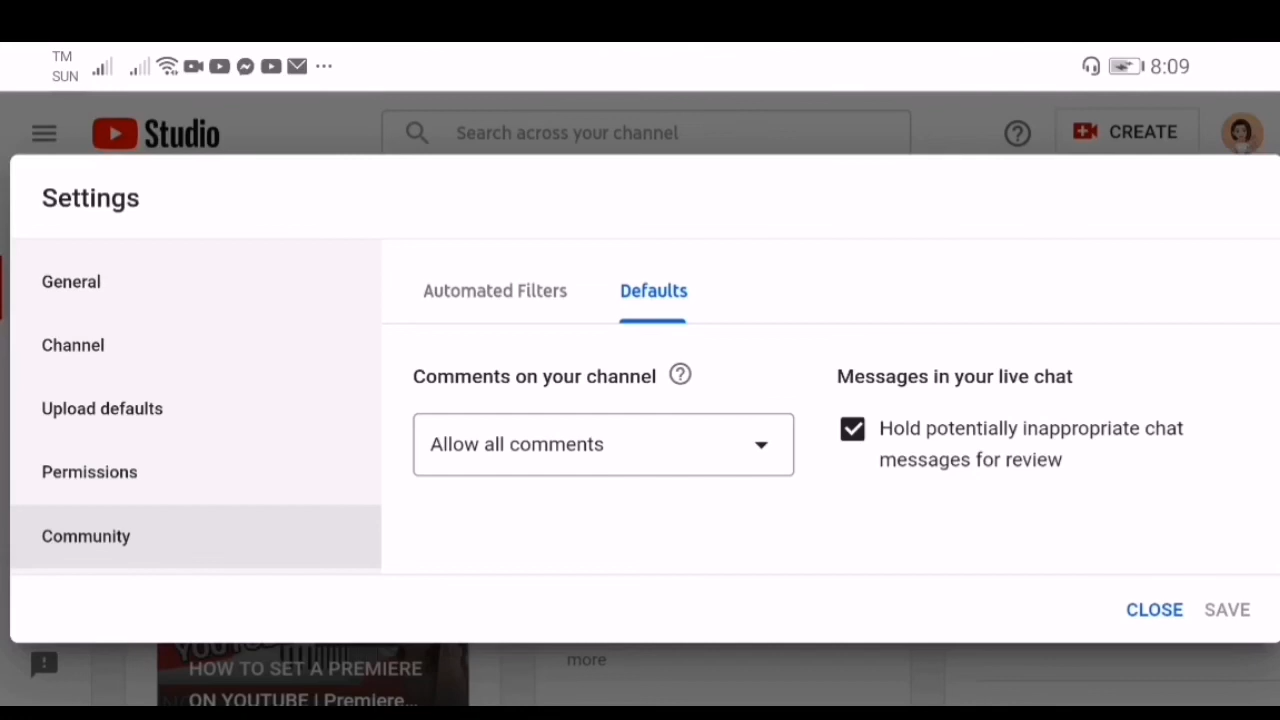 TM
SUN
8:09
Studio
Search across your channel
CREATE
Settings
General
Channel
Upload defaults
Permissions
Community
Automated Filters
Defaults
Comments on your channel
Allow all comments
Messages in your live chat
Hold potentially inappropriate chat
messages for review
CLOSE
SAVE
HOW TO SET A PREMIERE
ON YOUTUBE | Premiere...
more